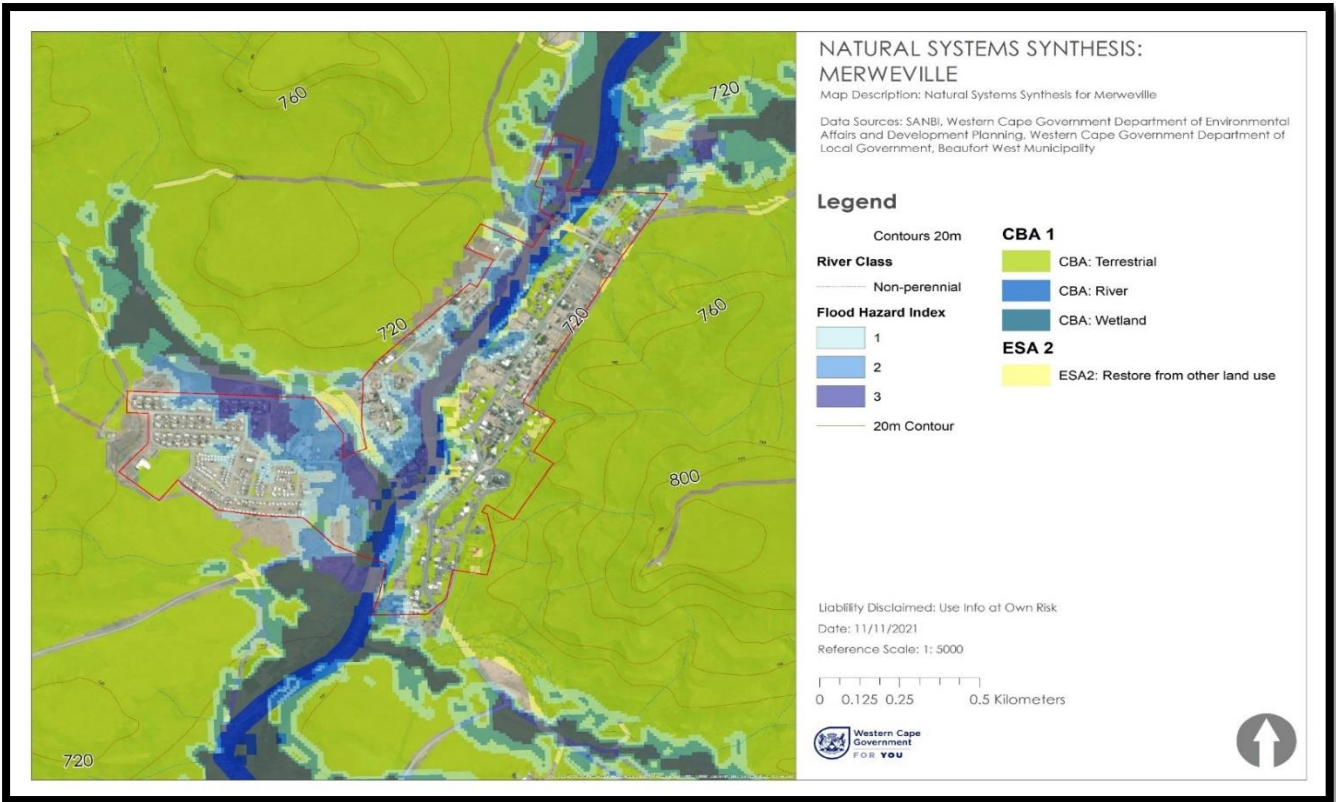 760
720
720
760
720
800
720
NATURAL SYSTEMS SYNTHESIS:
MERWEVILLE
Map Description: Natural Systems Synthesis for Merweville
Data Sources: SANBI, Western Cape Government Department of Environmental
Affairs and Development Planning, Western Cape Government Department of
Local Government, Beaufort West Municipality
Legend
Contours 20m
River Class
Non-perennial
Flood Hazard Index
1
2
3
20m Contour
CBA 1
CBA: Terrestrial
CBA: River
CBA: Wetland
ESA 2
ESA2: Restore from other land use
Liablility Disclaimed: Use Info at Own Risk
Date: 11/11/2021
Reference Scale: 1: 5000
0 0.125 0.25 0.5 Kilometers
Western Cape
Government
FOR YOU